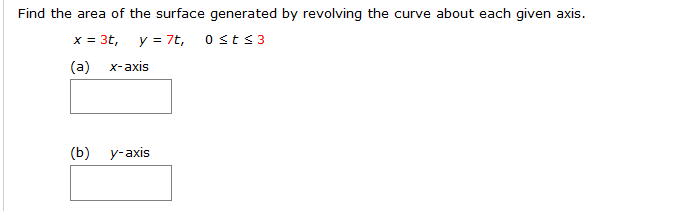 Find the area of the surface generated by revolving the curve about each given axis.
x = 3t, y = 7t, 0 ≤ t ≤ 3
(a) x-axis
(b) y-axis